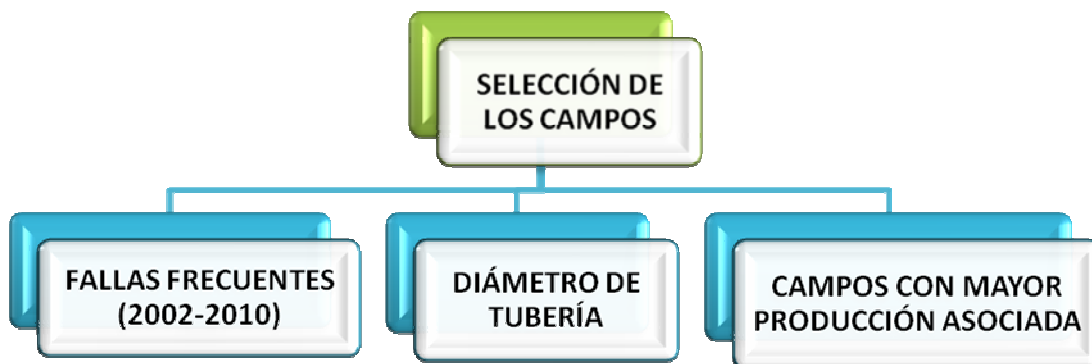 SELECCIÓN DE
LOS CAMPOS
FALLAS FRECUENTES
(2002-2010)
DIÁMETRO DE
TUBERÍA
CAMPOS CON MAYOR
PRODUCCIÓN ASOCIADA